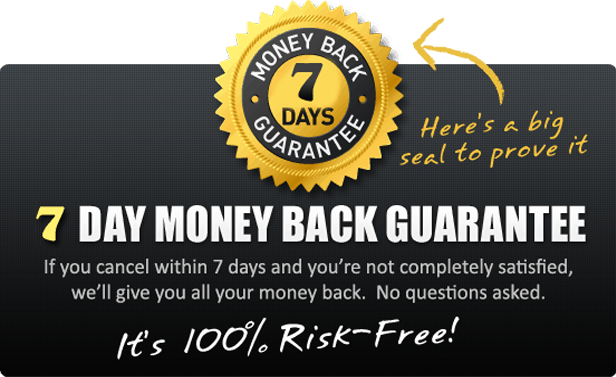 MONEY BACK
7
DAYS
GUARANTEE
Here's a big
seal to prove it
7 DAY MONEY BACK GUARANTEE
If you cancel within 7 days and you’re not completely satisfied,
we’ll give you all your money back.  No questions asked.
It's 100% Risk-Free!